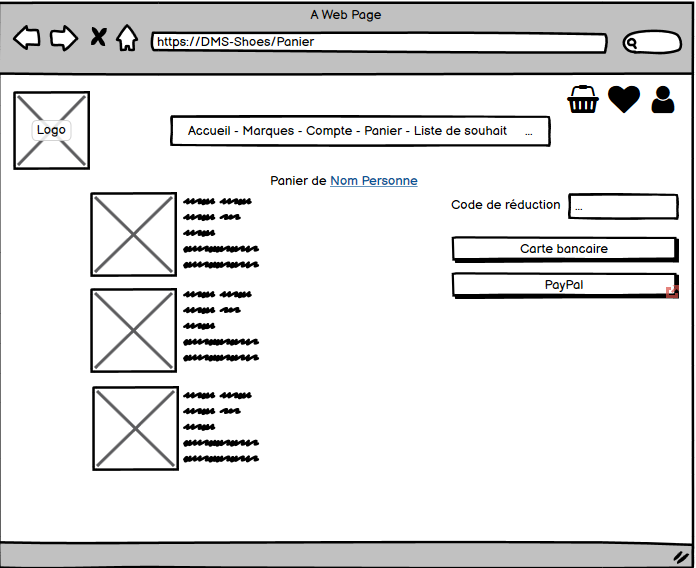 A Web Page
https://DMS-Shoes/Panier
Logo
Accueil - Marques - Compte - Panier - Liste de souhait ...
Panier de Nom Personne
Code de réduction ...
Carte bancaire
PayPal